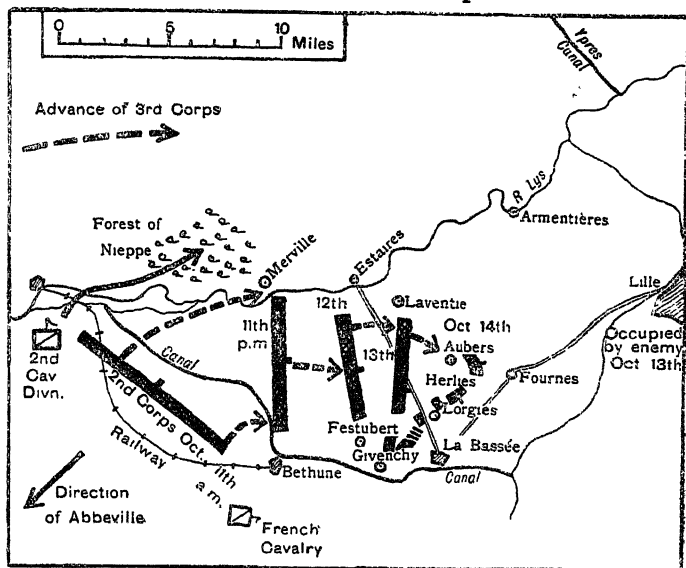 0 5 10
Miles
Ypres
Canal
Advance of 3rd Corps
R Lys
Armentières
Forest of
Nieppe
Merville
Estaires
Lille
12th
Laventie
11th
p.m
Oct 14th
Occupied
by enemy
Oct 13th
Aubers
13th
2nd
Cav
Divn.
Canal
Herlies
Fournes
2nd Corps Oct. 11th
a m.
Lorgies
Festubert
Givenchy
La Bassée
Railway
Bethune
Canal
Direction
of Abbeville
French
Cavalry